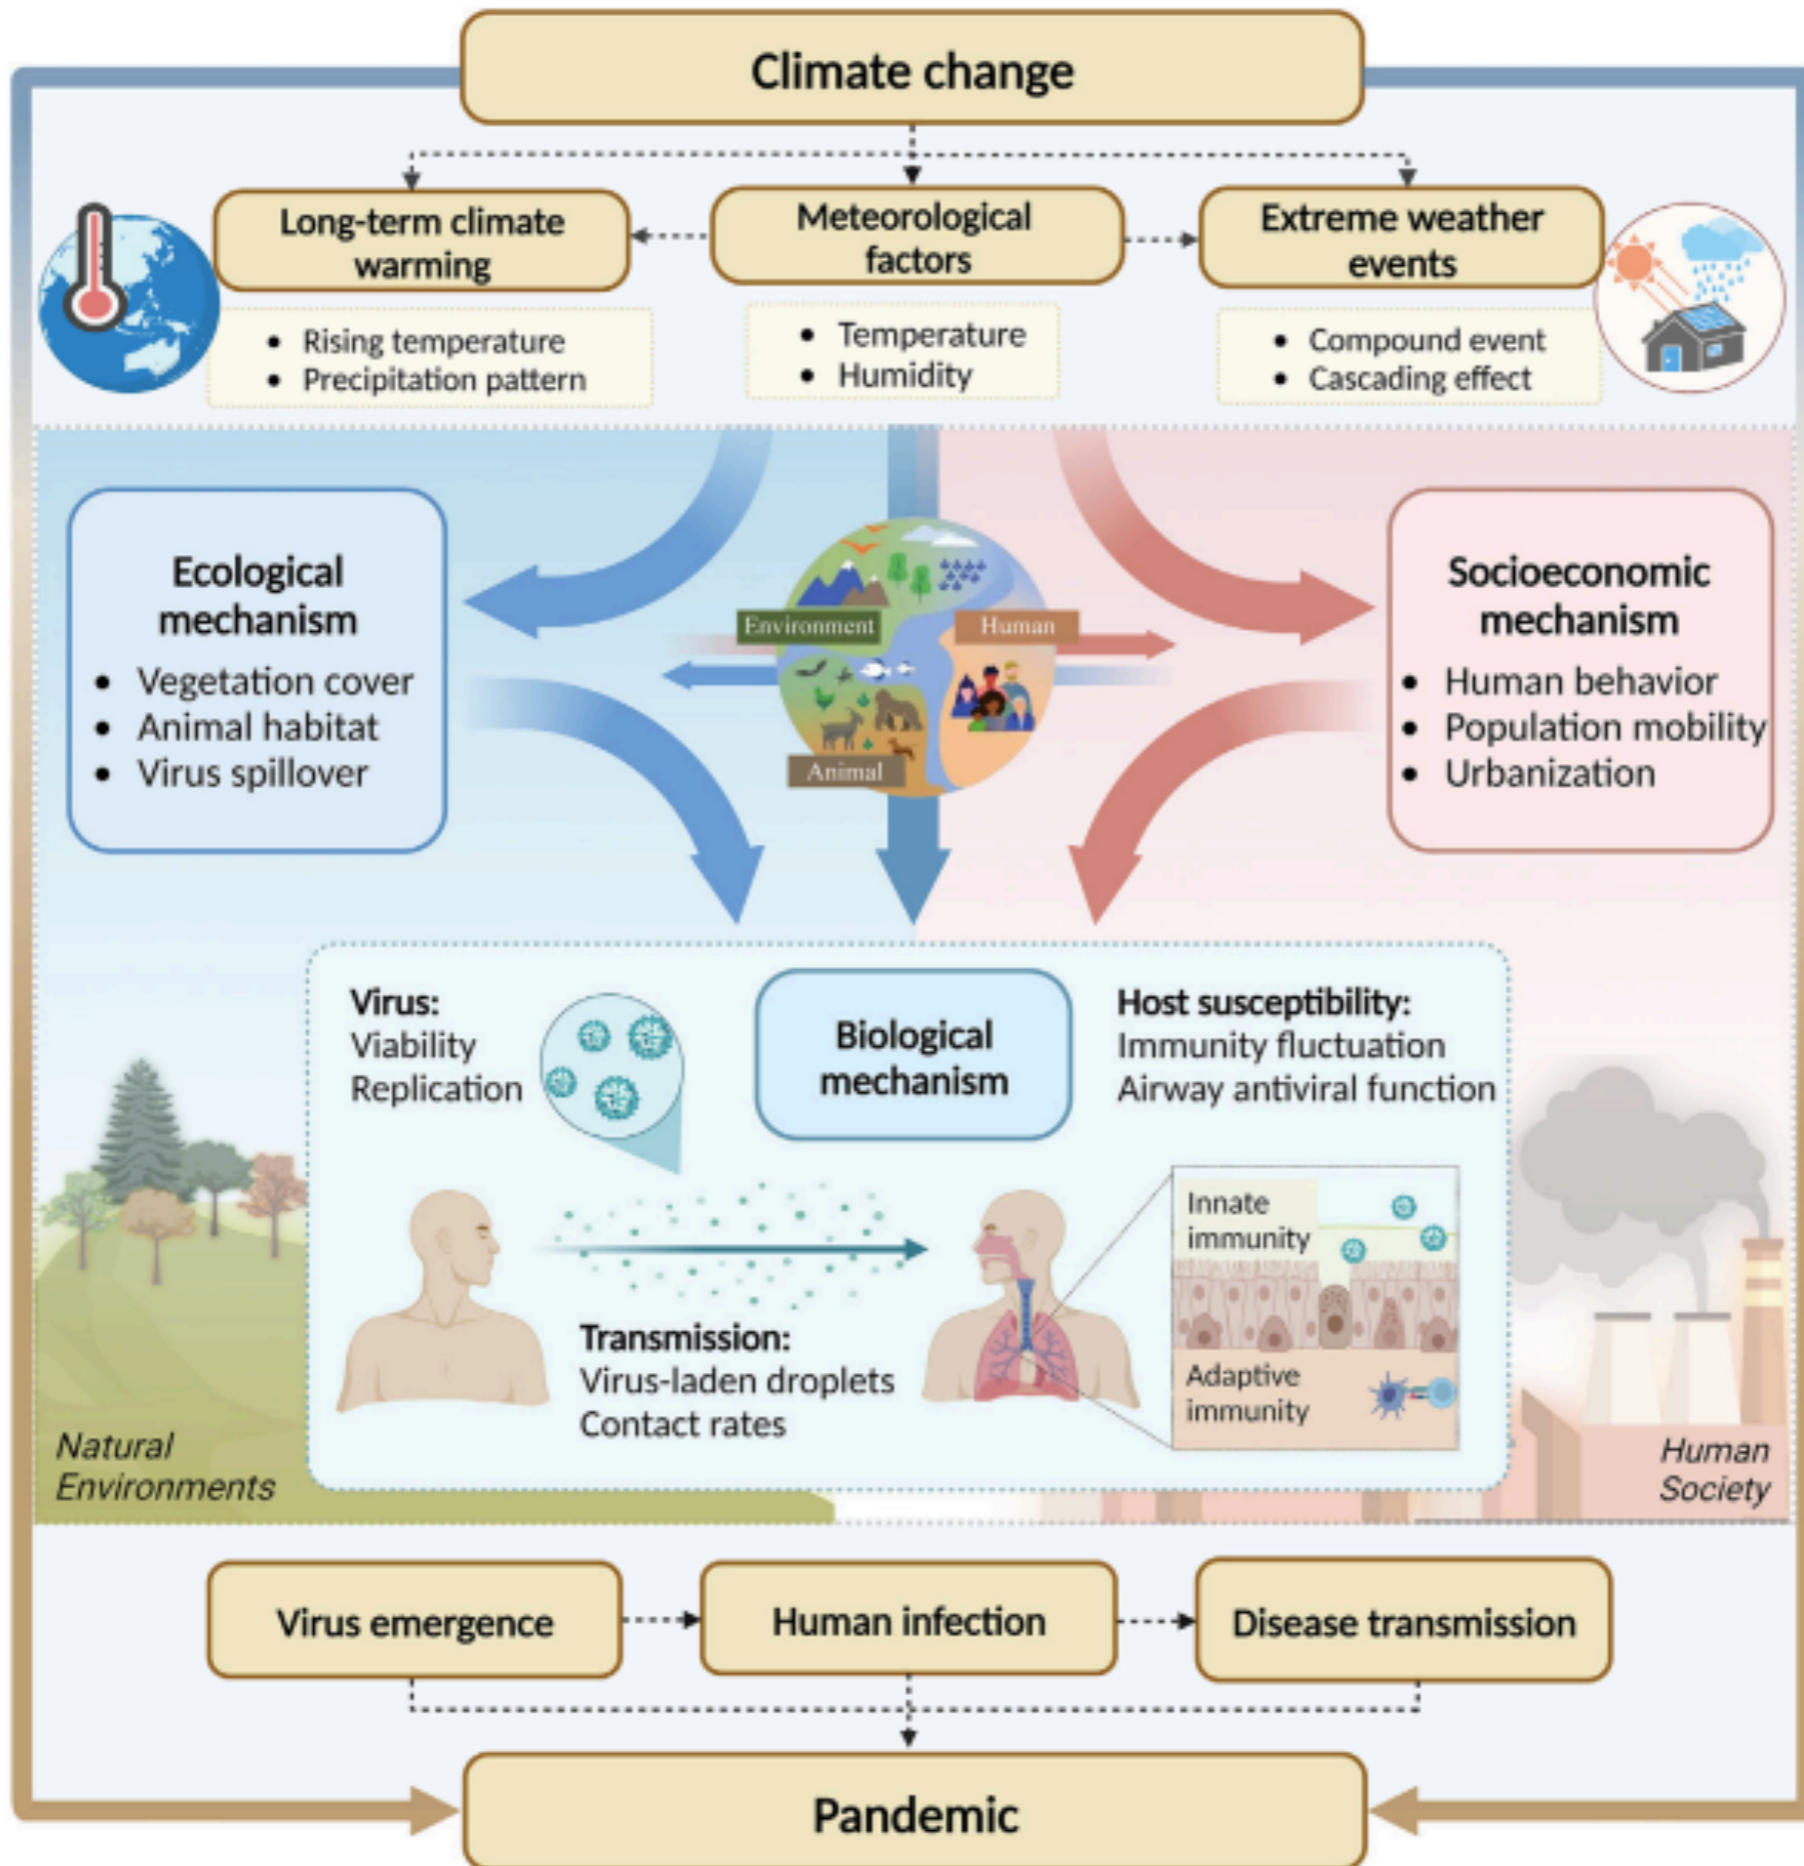 Climate change
Long-term climate
warming
Meteorological
factors
Extreme weather
events
• Rising temperature
• Precipitation pattern
• Temperature
• Humidity
• Compound event
• Cascading effect
Ecological
mechanism
• Vegetation cover
• Animal habitat
• Virus spillover
Environment
Human
Animal
Socioeconomic
mechanism
• Human behavior
• Population mobility
• Urbanization
Virus:
Viability
Replication
Biological
mechanism
Host susceptibility:
Immunity fluctuation
Airway antiviral function
Innate
immunity
Adaptive
immunity
Transmission:
Virus-laden droplets
Contact rates
Natural
Environments
Human
Society
Virus emergence
Human infection
Disease transmission
Pandemic